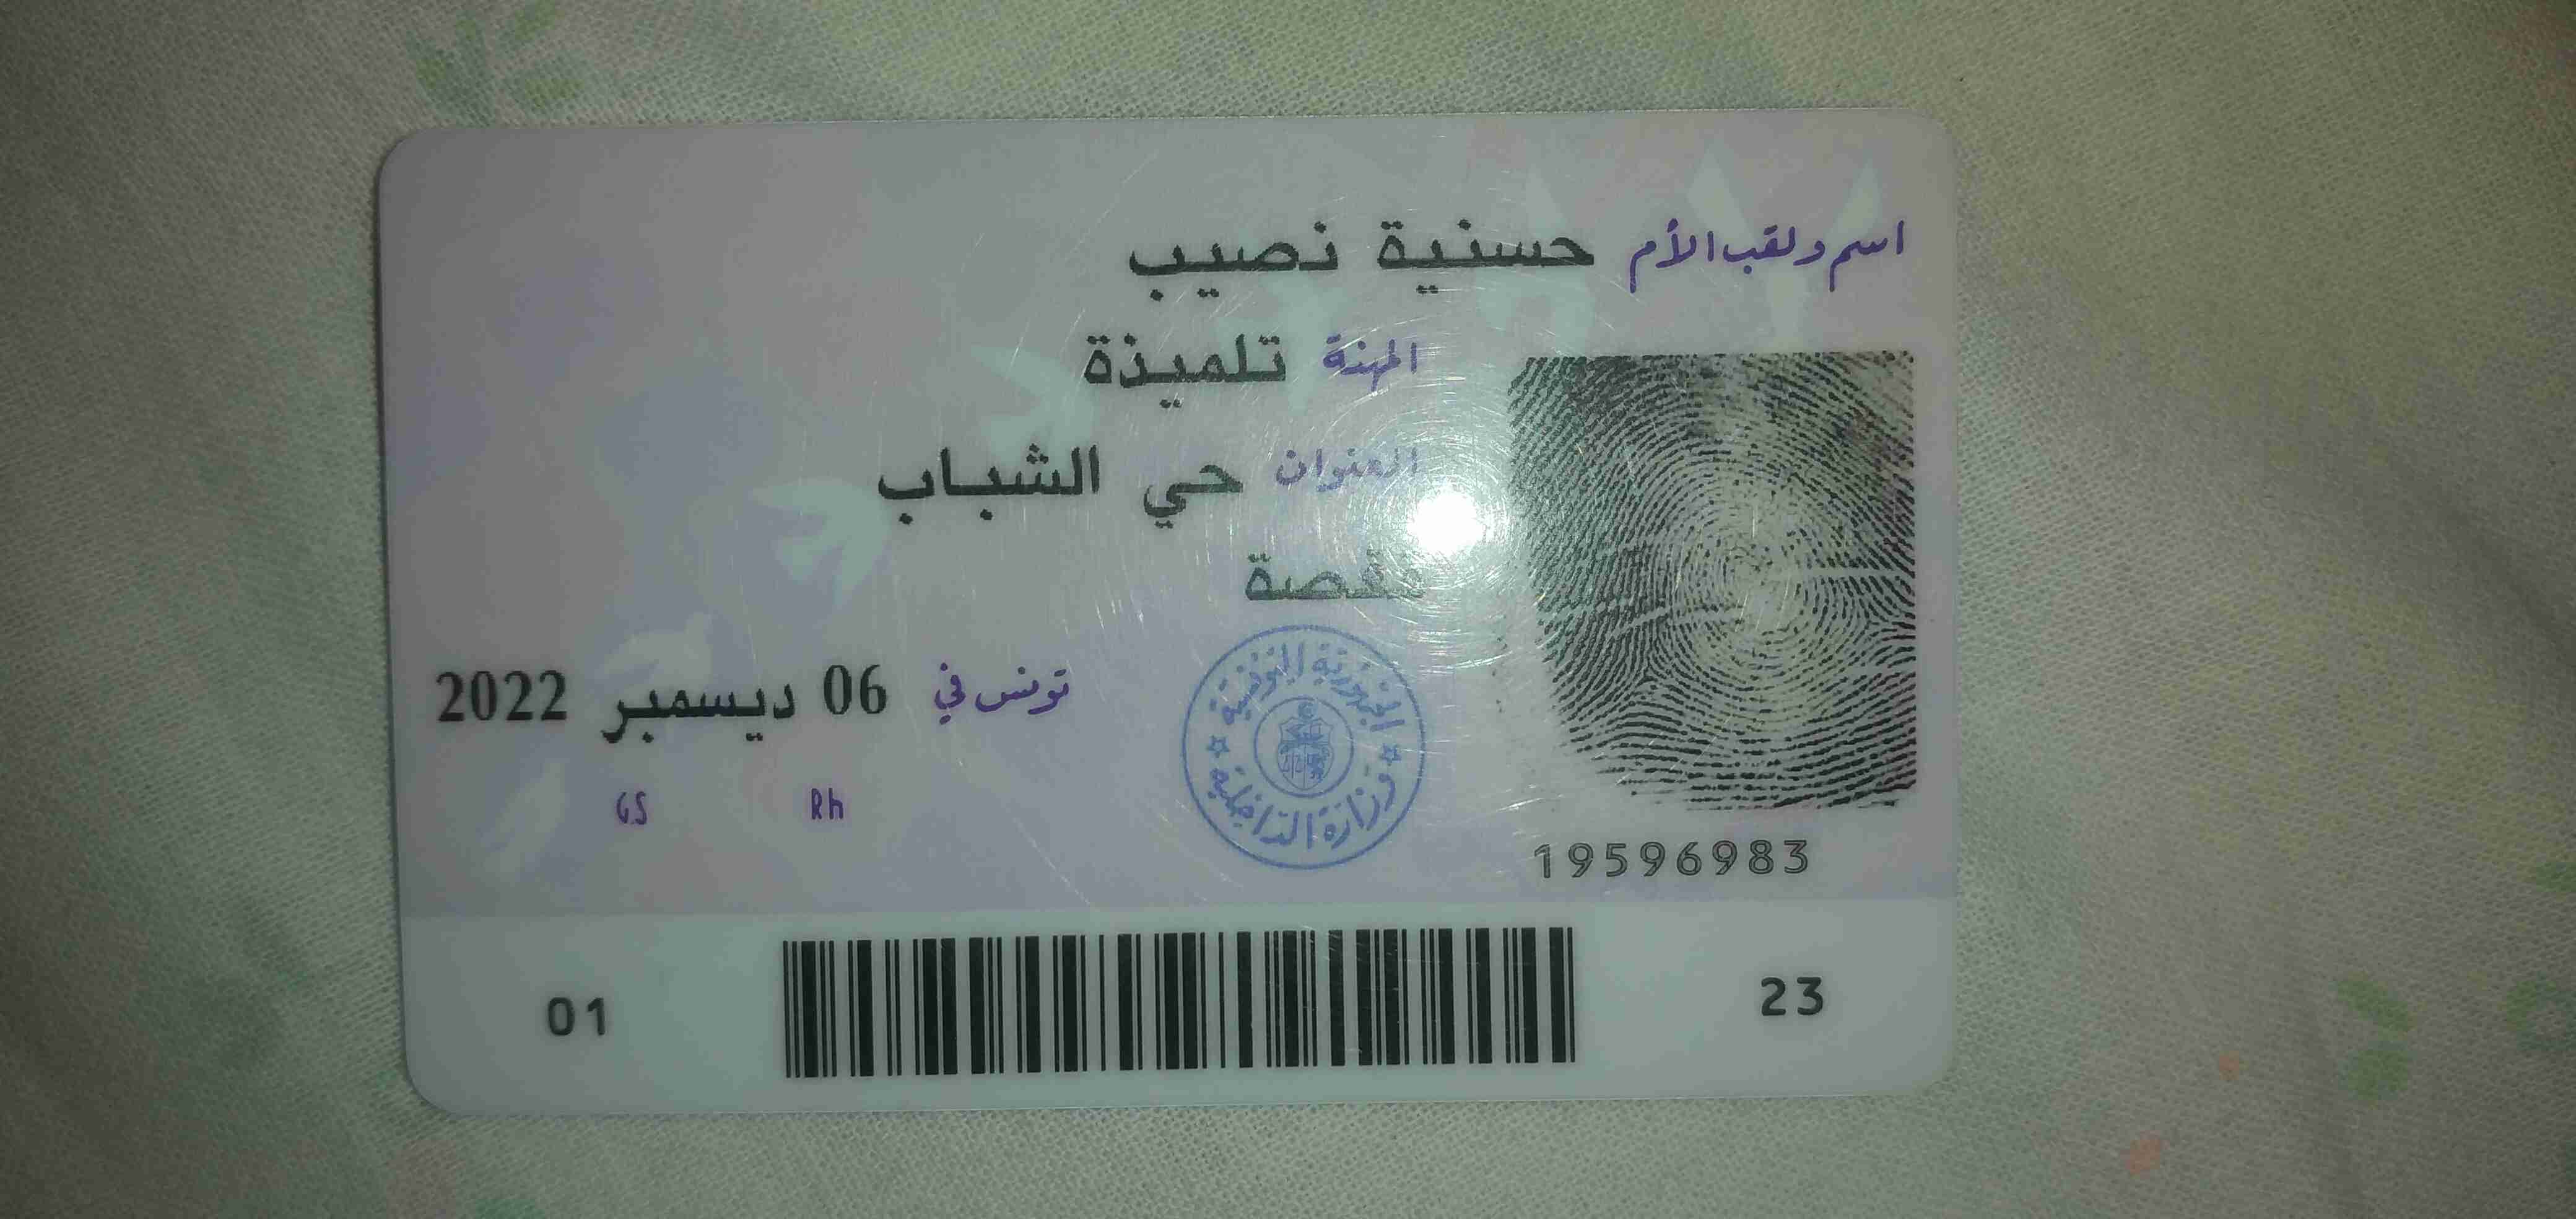 اسم ولقب الأم حسنية نصيب
المهنة تلميذة
العنوان حي الشباب
قفصة
تونس في 06 ديسمبر 2022
الجمهورية التونسية
وزارة الداخلية
Rh GS
19596983
23
01